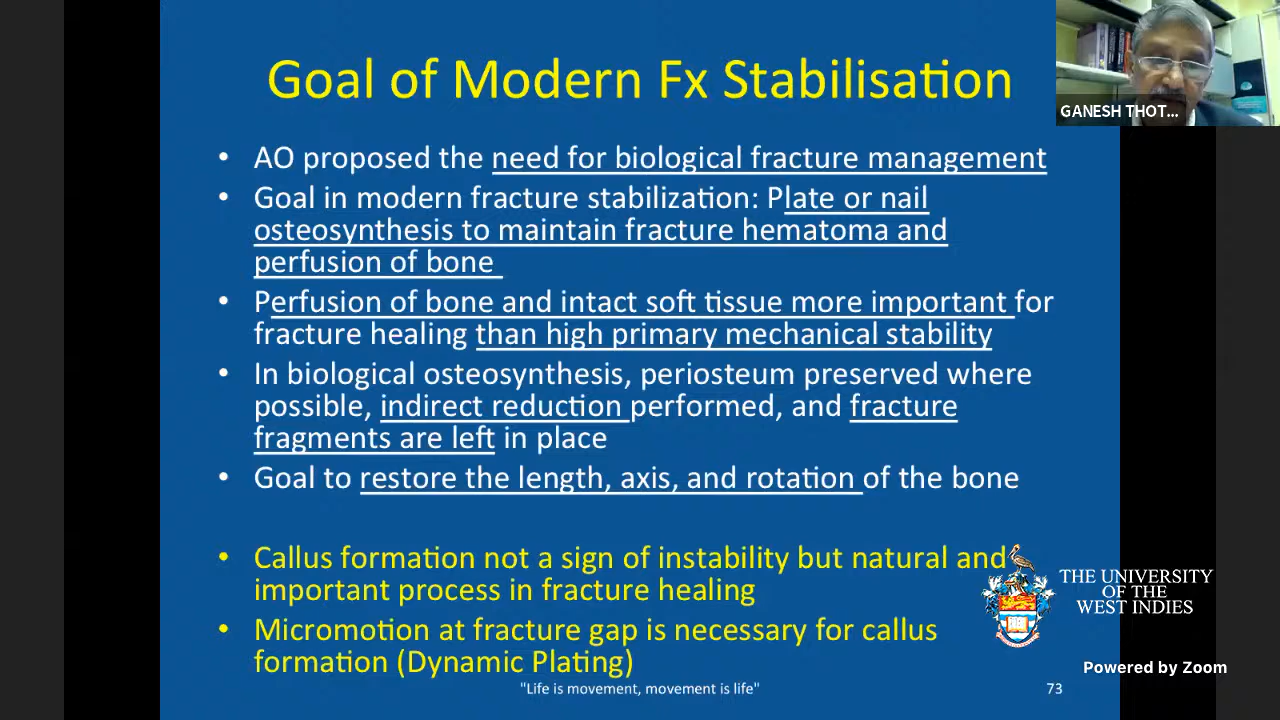 Goal of Modern Fx Stabilisation
GANESH THOT...
• AO proposed the need for biological fracture management
• Goal in modern fracture stabilization: Plate or nail
osteosynthesis to maintain fracture hematoma and
perfusion of bone
• Perfusion of bone and intact soft tissue more important for
fracture healing than high primary mechanical stability
• In biological osteosynthesis, periosteum preserved where
possible, indirect reduction performed, and fracture
fragments are left in place
• Goal to restore the length, axis, and rotation of the bone
• Callus formation not a sign of instability but natural and
important process in fracture healing
• Micromotion at fracture gap is necessary for callus
formation (Dynamic Plating)
THE UNIVERSITY
OF THE
WEST INDIES
Powered by Zoom
"Life is movement, movement is life"
73